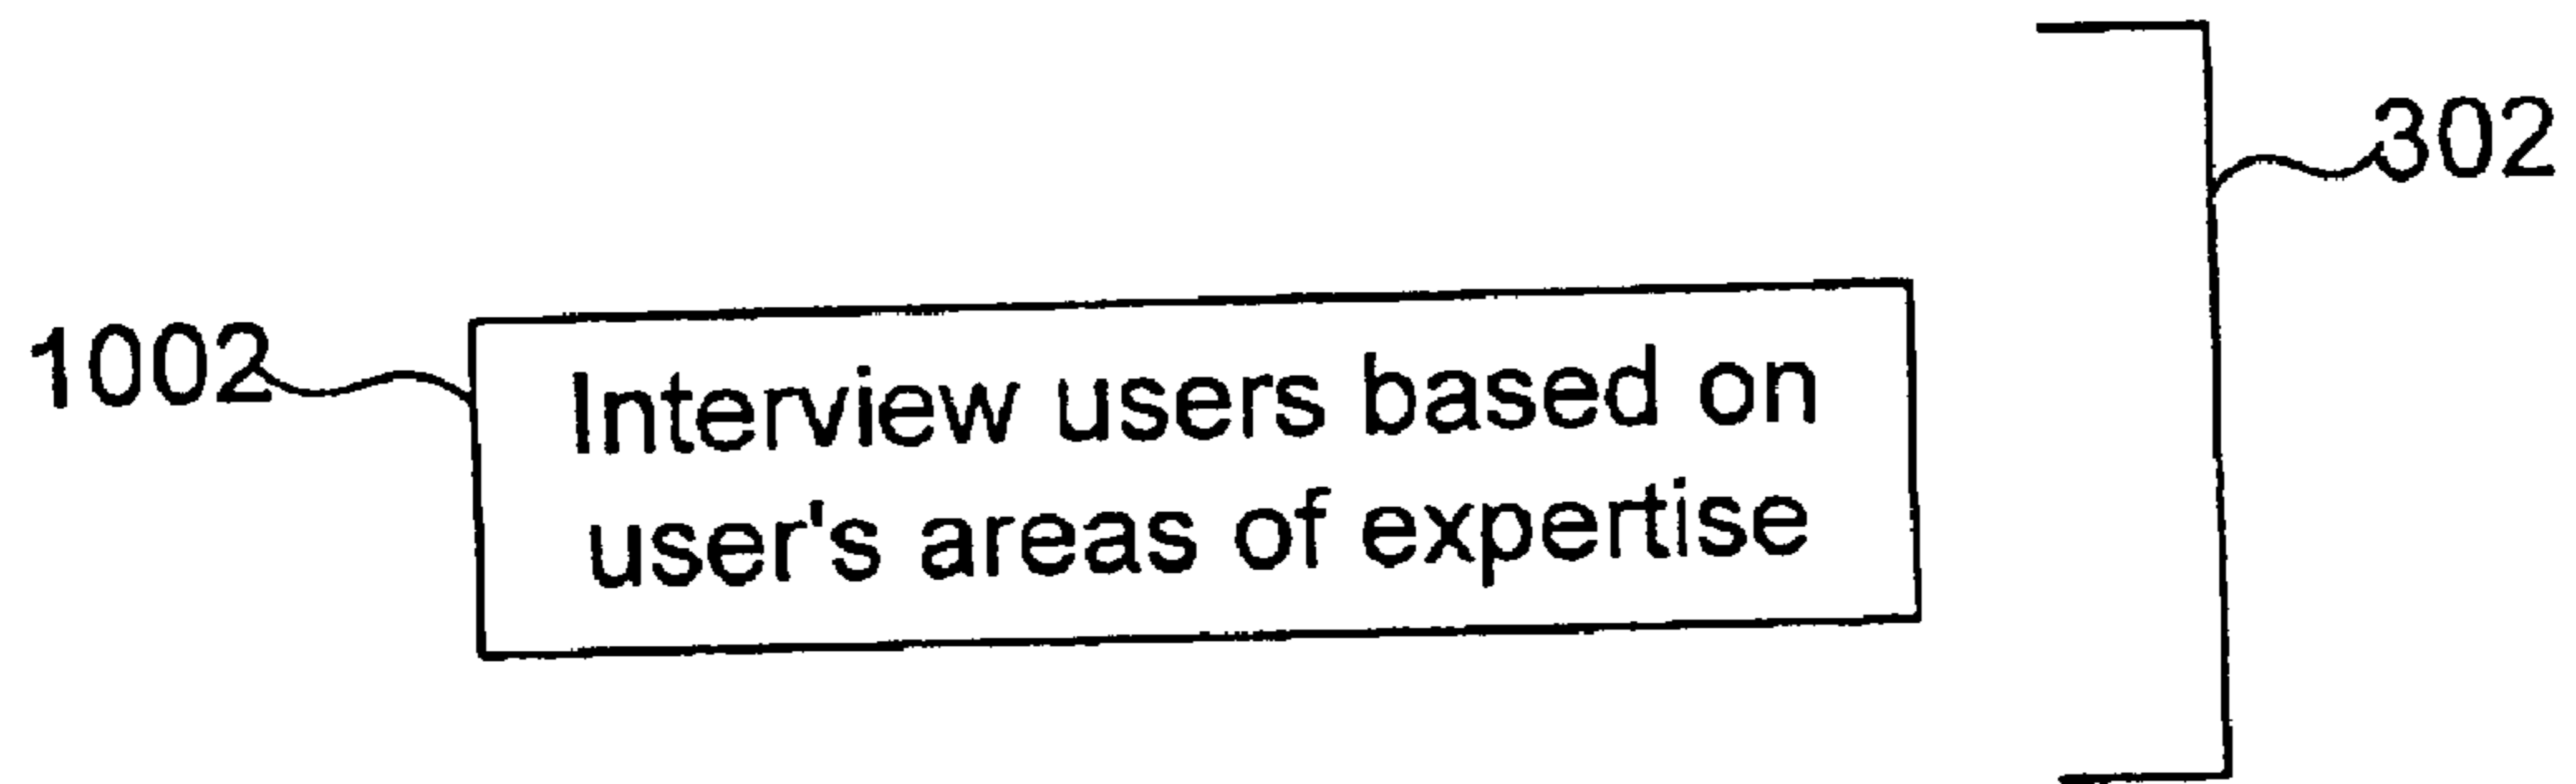 302
1002
Interview users based on
user's areas of expertise